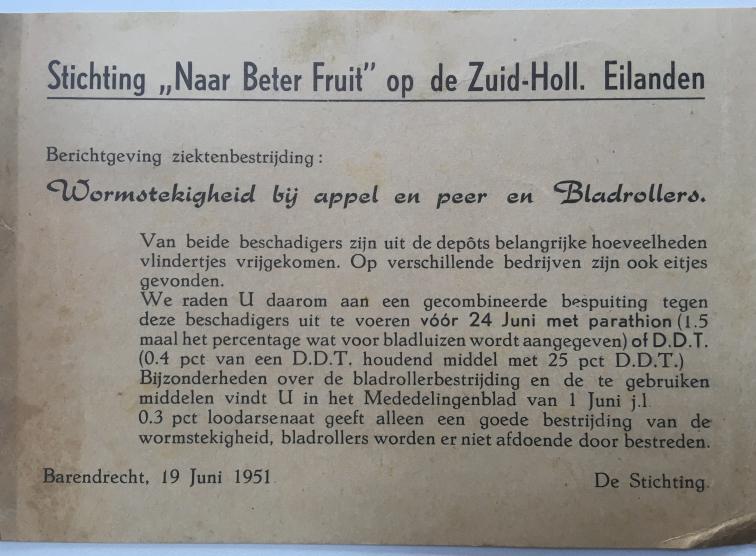 Stichting „Naar Beter Fruit” op de Zuid-Holl. Eilanden
Berichtgeving ziektenbestrijding:
Wormstekigheid bij appel en peer en Bladrollers.
Van beide beschadigers zijn uit de depôts belangrijke hoeveelheden
vlindertjes vrijgekomen. Op verschillende bedrijven zijn ook eitjes
gevonden.
We raden U daarom aan een gecombineerde bespuiting tegen
deze beschadigers uit te voeren vóór 24 Juni met parathion (1.5
maal het percentage wat voor bladluizen wordt aangegeven) of D.D.T.
(0.4 pct van een D.D.T. houdend middel met 25 pct D.D.T.)
Bijzonderheden over de bladrollerbestrijding en de te gebruiken
middelen vindt U in het Mededelingenblad van 1 Juni j.l.
0.3 pct loodarsenaat geeft alleen een goede bestrijding van de
wormstekigheid, bladrollers worden er niet afdoende door bestreden.
Barendrecht, 19 Juni 1951.
De Stichting.